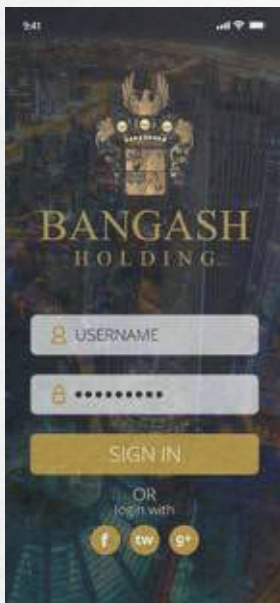 9:41
BANGASH
HOLDING
USERNAME
SIGN IN
OR
login with
f tw g+